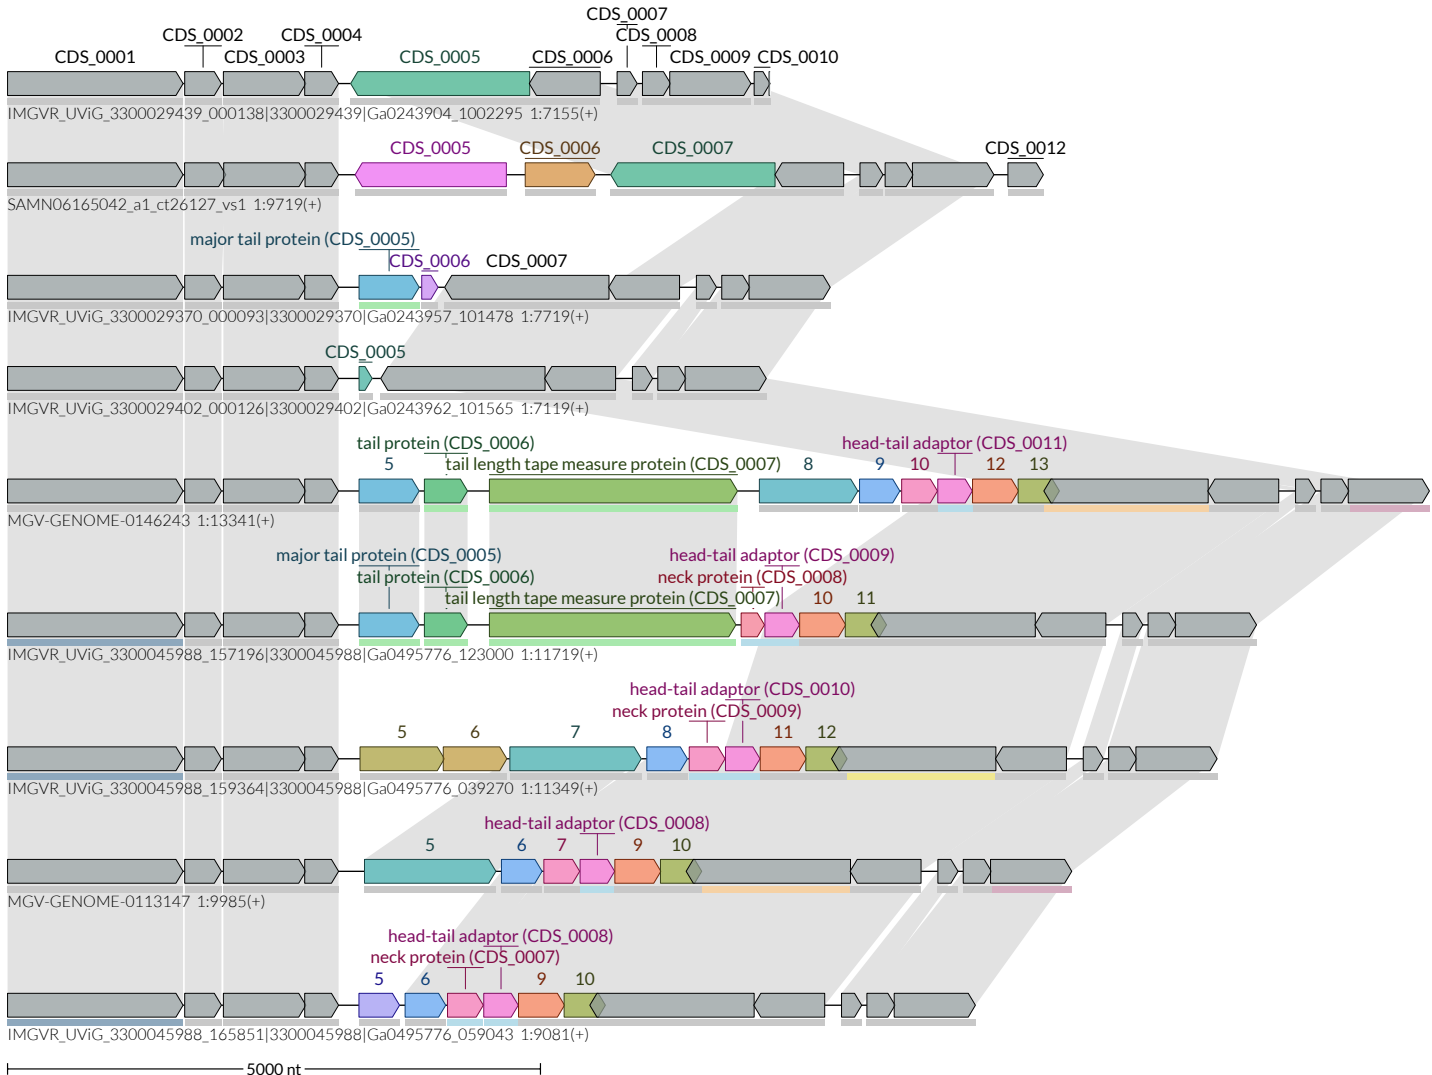 CDS_0007
CDS_0002 CDS_0004 CDS_0008
CDS_0001 CDS_0003 CDS_0005 CDS_0006 CDS_0009 CDS_0010
IMGVR_UViG_3300029439_000138|3300029439|Ga0243904_1002295 1:7155(+)
CDS_0005 CDS_0006 CDS_0007 CDS_0012
SAMN06165042_a1_ct26127_vs1 1:9719(+)
major tail protein (CDS_0005)
CDS_0006 CDS_0007
IMGVR_UViG_3300029370_000093|3300029370|Ga0243957_101478 1:7719(+)
CDS_0005
IMGVR_UViG_3300029402_000126|3300029402|Ga0243962_101565 1:7119(+)
tail protein (CDS_0006) head-tail adaptor (CDS_0011)
5 tail length tape measure protein (CDS_0007) 8 9 10 12 13
MGV-GENOME-0146243 1:13341(+)
major tail protein (CDS_0005) head-tail adaptor (CDS_0009)
tail protein (CDS_0006) neck protein (CDS_0008)
tail length tape measure protein (CDS_0007) 10 11
IMGVR_UViG_3300045988_157196|3300045988|Ga0495776_123000 1:11719(+)
head-tail adaptor (CDS_0010)
neck protein (CDS_0009)
5 6 7 8 11 12
IMGVR_UViG_3300045988_159364|3300045988|Ga0495776_039270 1:11349(+)
head-tail adaptor (CDS_0008)
5 6 7 9 10
MGV-GENOME-0113147 1:9985(+)
head-tail adaptor (CDS_0008)
neck protein (CDS_0007)
5 6 9 10
IMGVR_UViG_3300045988_165851|3300045988|Ga0495776_059043 1:9081(+)
5000 nt